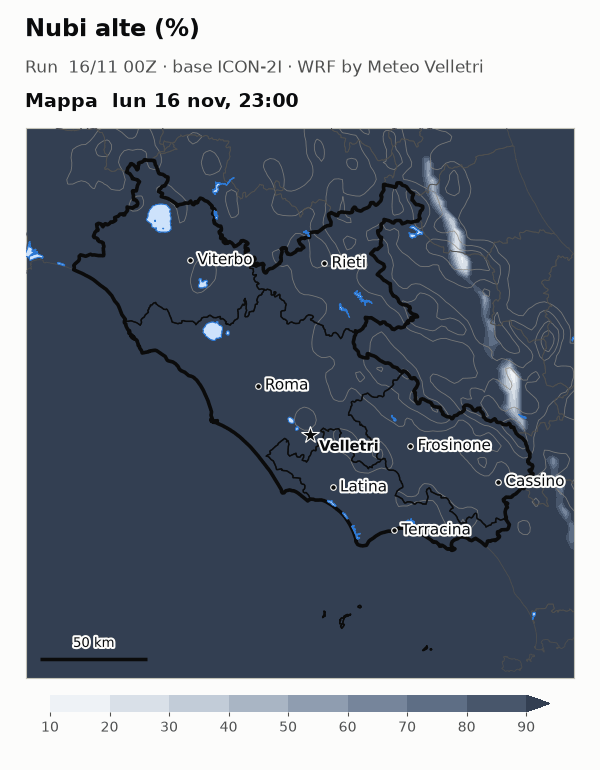 Nubi alte (%)
Run 16/11 00Z · base ICON-2I · WRF by Meteo Velletri
Mappa lun 16 nov, 23:00
Viterbo
Rieti
Roma
Velletri
Frosinone
Latina
Cassino
Terracina
50 km
10 20 30 40 50 60 70 80 90